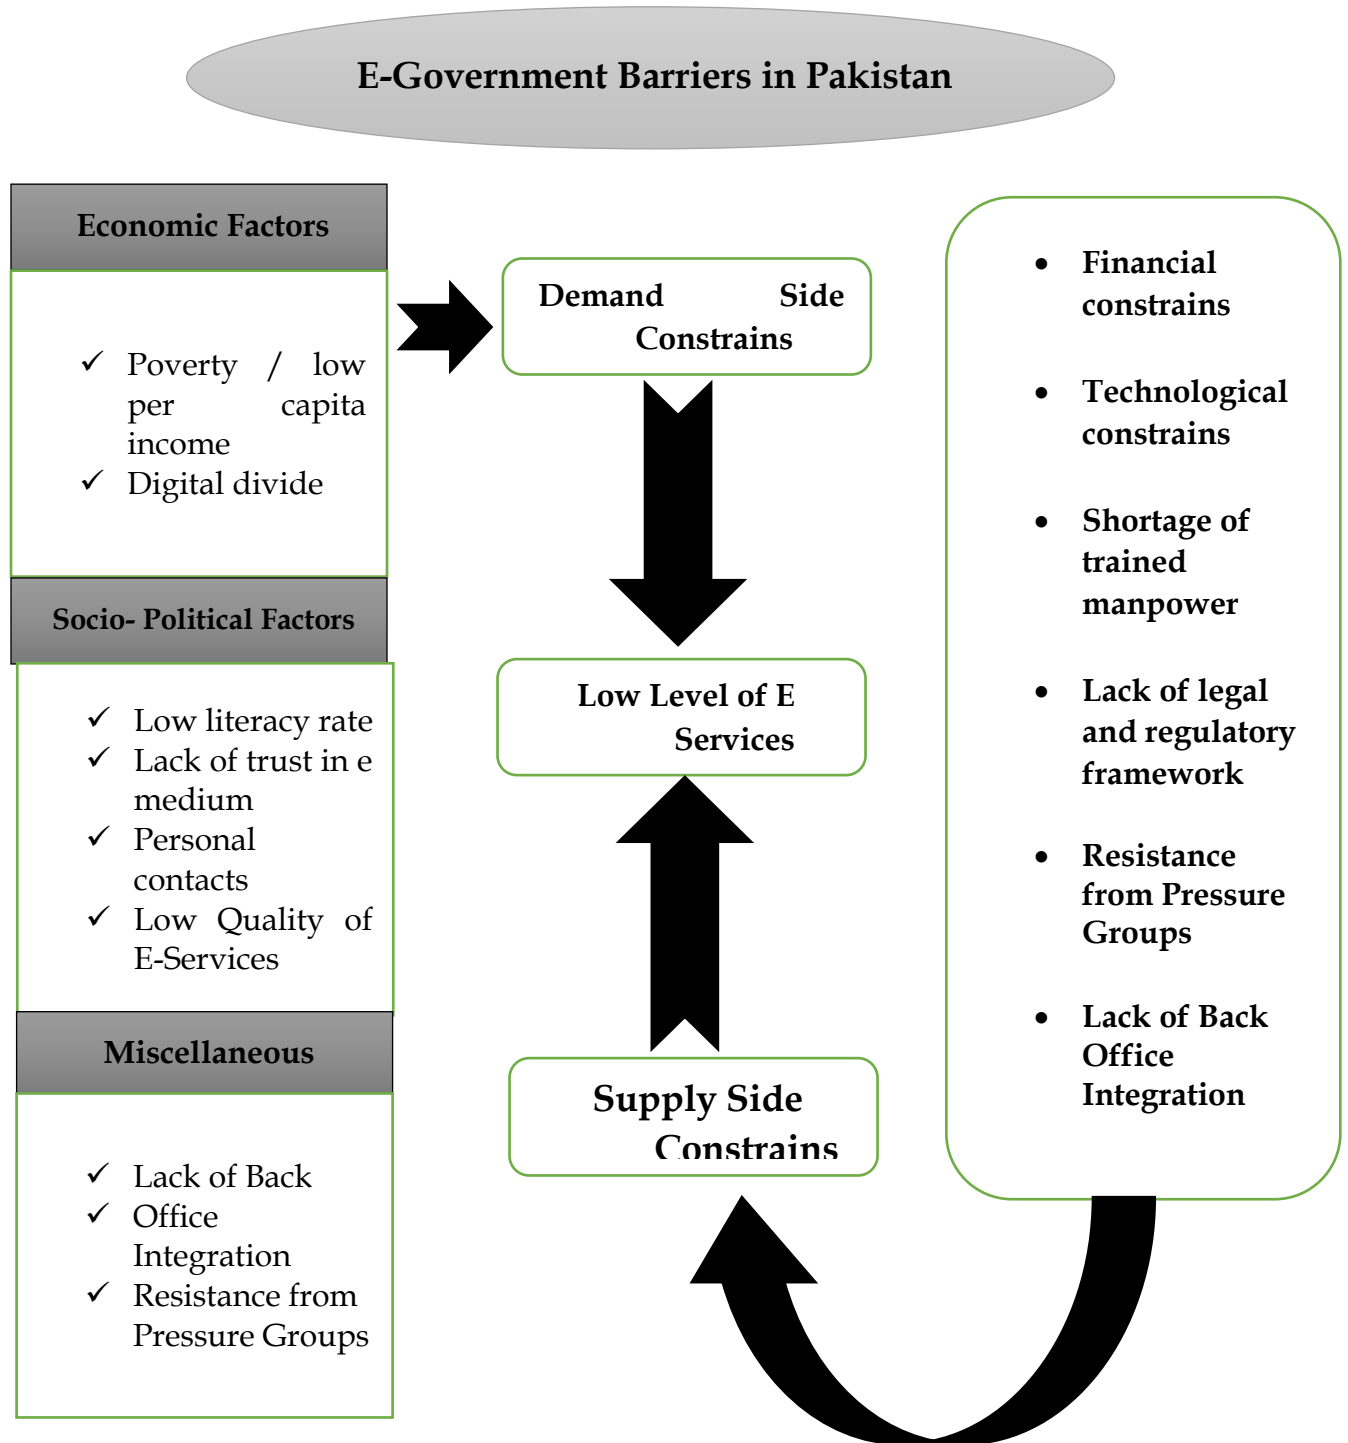 E-Government Barriers in Pakistan
Economic Factors
✓ Poverty / low
per capita
income
✓ Digital divide
Socio- Political Factors
✓ Low literacy rate
✓ Lack of trust in e
medium
✓ Personal
contacts
✓ Low Quality of
E-Services
Miscellaneous
✓ Lack of Back
✓ Office
Integration
✓ Resistance from
Pressure Groups
Demand Side
Constrains
Low Level of E
Services
Supply Side
Constrains
• Financial
constrains
• Technological
constrains
• Shortage of
trained
manpower
• Lack of legal
and regulatory
framework
• Resistance
from Pressure
Groups
• Lack of Back
Office
Integration